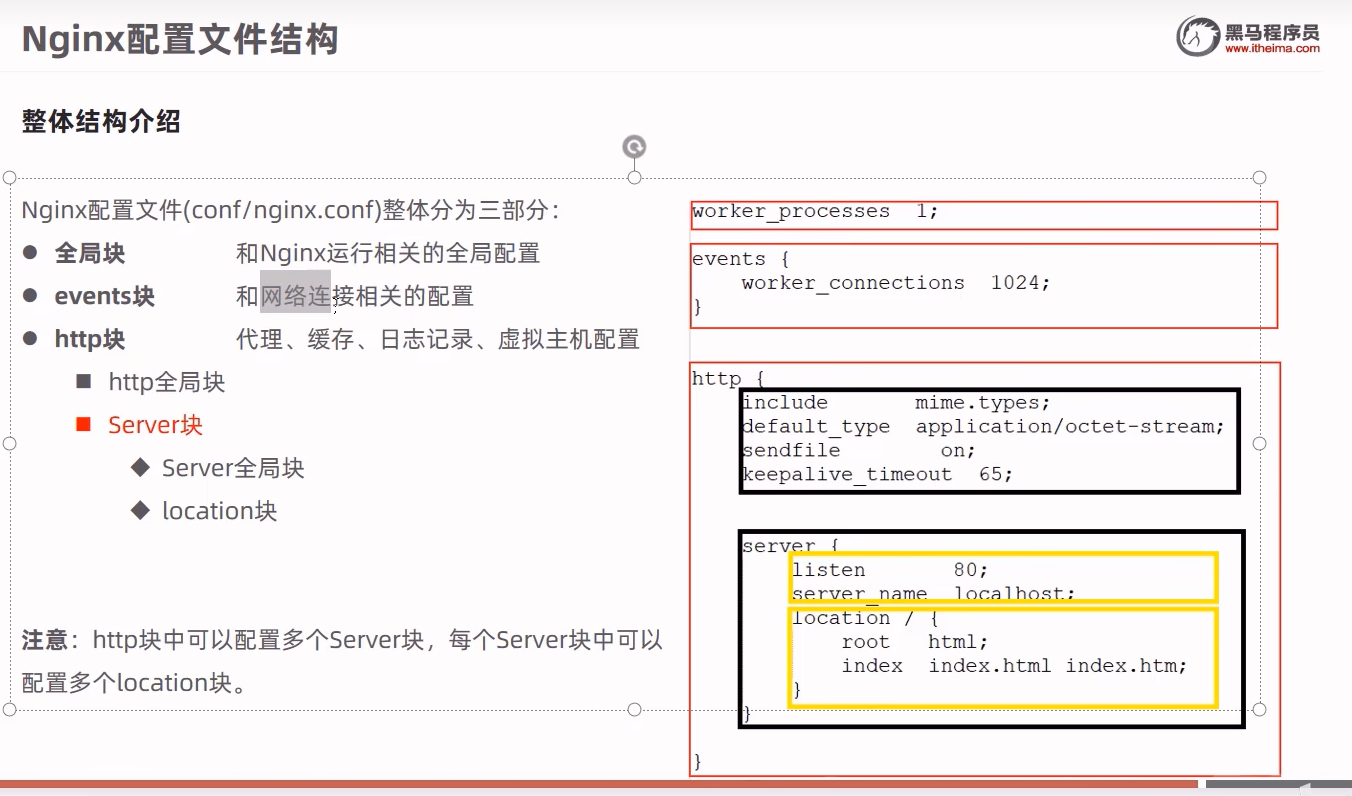 Nginx配置文件结构
黑马程序员
www.itheima.com
整体结构介绍
Nginx配置文件(conf/nginx.conf)整体分为三部分：
全局块 和Nginx运行相关的全局配置
events块 和网络连接相关的配置
http块 代理、缓存、日志记录、虚拟主机配置
http全局块
Server块
Server全局块
location块
注意：http块中可以配置多个Server块，每个Server块中可以
配置多个location块。
worker_processes 1;
events {
worker_connections 1024;
}
http {
include mime.types;
default_type application/octet-stream;
sendfile on;
keepalive_timeout 65;
server {
listen 80;
server_name localhost;
location / {
root html;
index index.html index.htm;
}
}
}